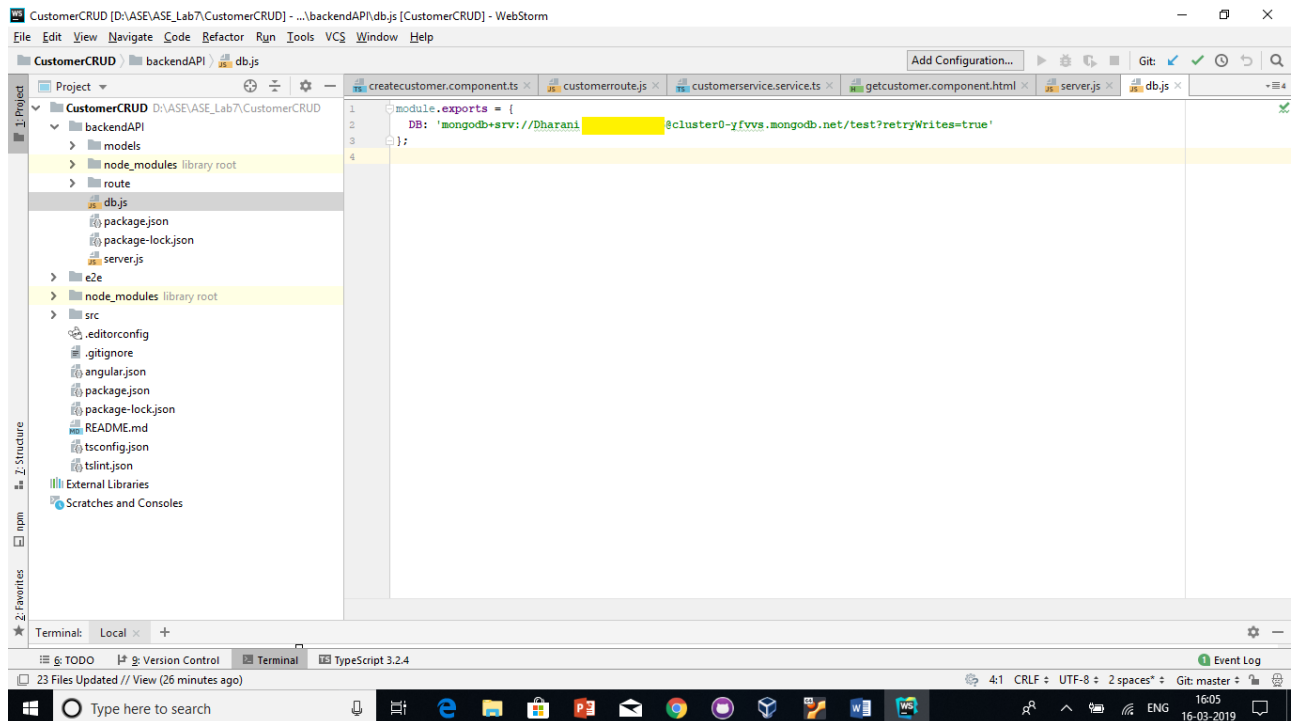 CustomerCRUD [D:\ASE\ASE_Lab7\CustomerCRUD] - ...\backendAPI\db.js [CustomerCRUD] - WebStorm
File Edit View Navigate Code Refactor Run Tools VCS Window Help
CustomerCRUD backendAPI db.js Add Configuration... Git:
Project createcustomer.component.ts customerroute.js customerservice.service.ts getcustomer.component.html server.js db.js 4
1: Project
CustomerCRUD D:\ASE\ASE_Lab7\CustomerCRUD
backendAPI
models
node_modules library root
route
db.js
package.json
package-lock.json
server.js
e2e
node_modules library root
src
.editorconfig
.gitignore
angular.json
package.json
package-lock.json
README.md
tsconfig.json
tslint.json
External Libraries
Scratches and Consoles
1 module.exports = {
2 DB: 'mongodb+srv://Dharani @cluster0-yfvvs.mongodb.net/test?retryWrites=true'
3 };
4
7: Structure
npm
2: Favorites
Terminal: Local +
6: TODO 9: Version Control Terminal TypeScript 3.2.4 1 Event Log
23 Files Updated // View (26 minutes ago) 4:1 CRLF UTF-8 2 spaces* Git: master
Type here to search ENG 16:05
16-03-2019